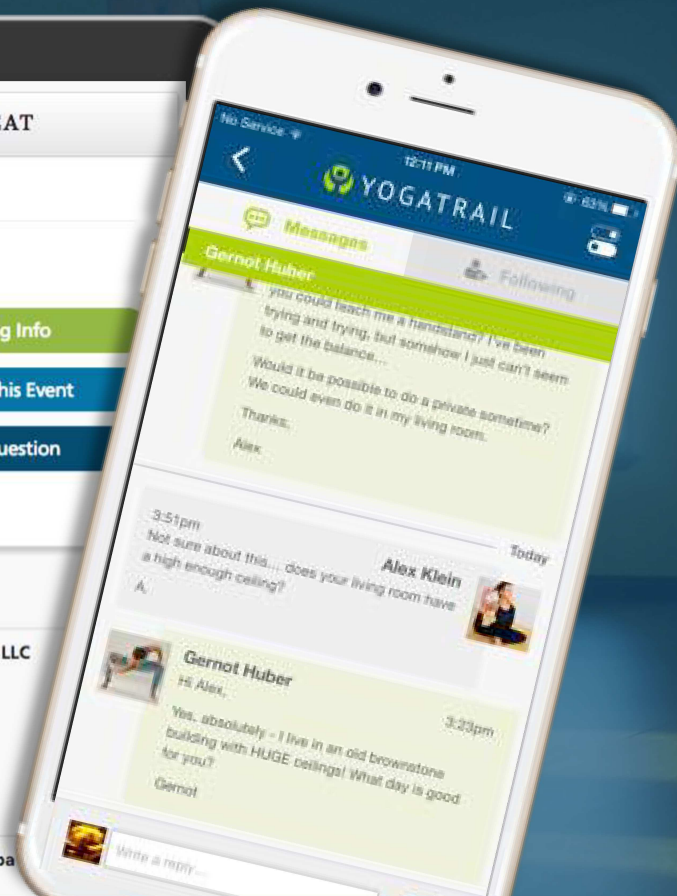 EAT
g Info
his Event
uestion
LLC
pa
No Service
12:11 PM
63%
YOGATRAIL
Messages
Following
Gernot Huber
you could teach me a handstand? I've been
trying and trying, but somehow I just can't seem
to get the balance...
Would it be possible to do a private sometime?
We could even do it in my living room.
Thanks,
Alex
Today
3:51pm
Alex Klein
Not sure about this... does your living room have
a high enough ceiling?
A.
Gernot Huber
3:23pm
Hi Alex,
Yes, absolutely - I live in an old brownstone
building with HUGE ceilings! What day is good
for you?
Gernot
Write a reply...